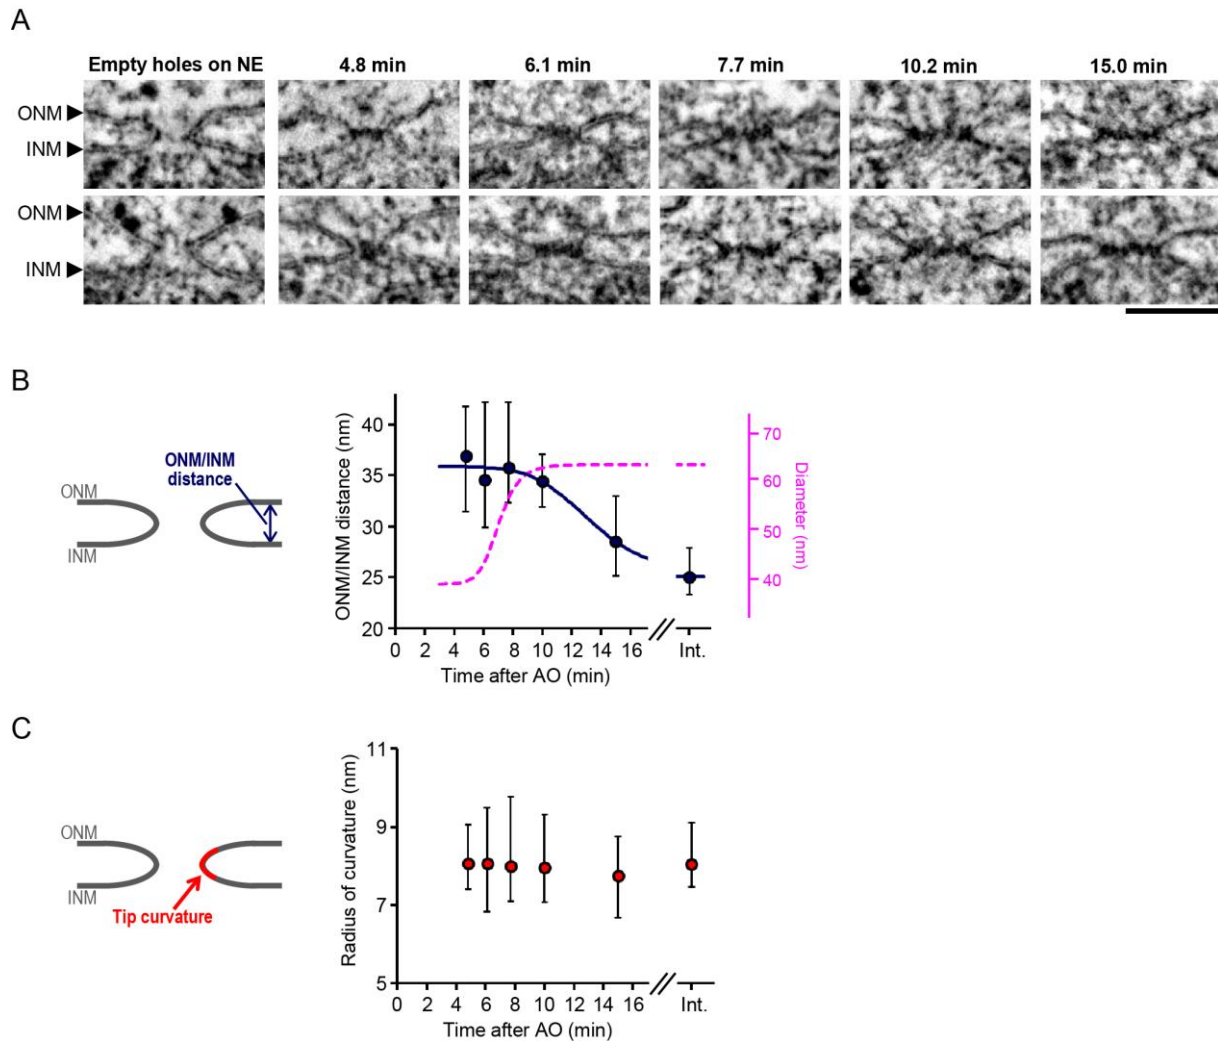 A
Empty holes on NE
4.8 min
6.1 min
7.7 min
10.2 min
15.0 min
ONM
INM
ONM
INM
B
ONM/INM
distance
ONM
INM
ONM/INM distance (nm)
40
35
30
25
20
0 2 4 6 8 10 12 14 16 Int.
Time after AO (min)
70
60
50
40
Diameter (nm)
C
ONM
INM
Tip curvature
Radius of curvature (nm)
11
9
7
5
0 2 4 6 8 10 12 14 16 Int.
Time after AO (min)